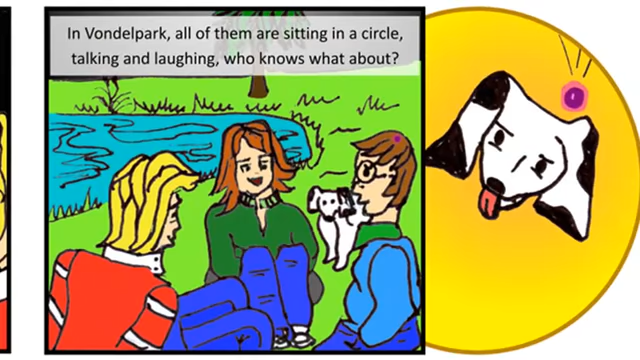 In Vondelpark, all of them are sitting in a circle,
talking and laughing, who knows what about?